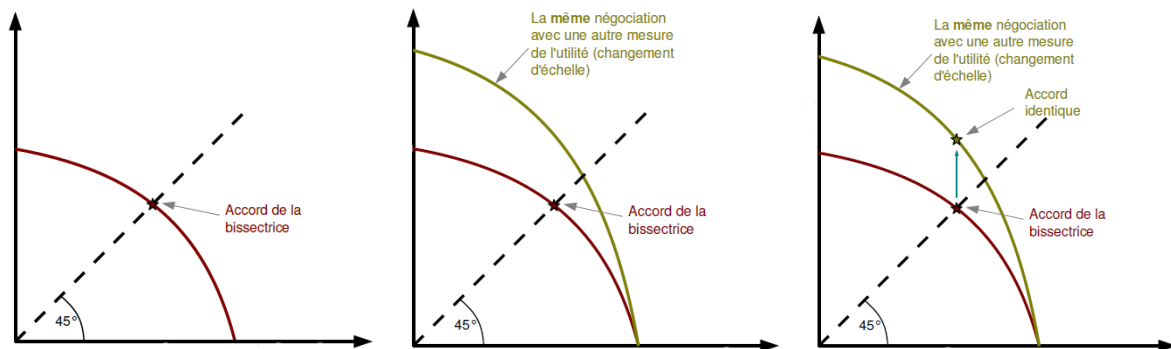 Accord de la
bissectrice
45°
La même négociation
avec une autre mesure
de l'utilité (changement
d'échelle)
Accord de la
bissectrice
45°
La même négociation
avec une autre mesure
de l'utilité (changement
d'échelle)
Accord
identique
Accord de la
bissectrice
45°